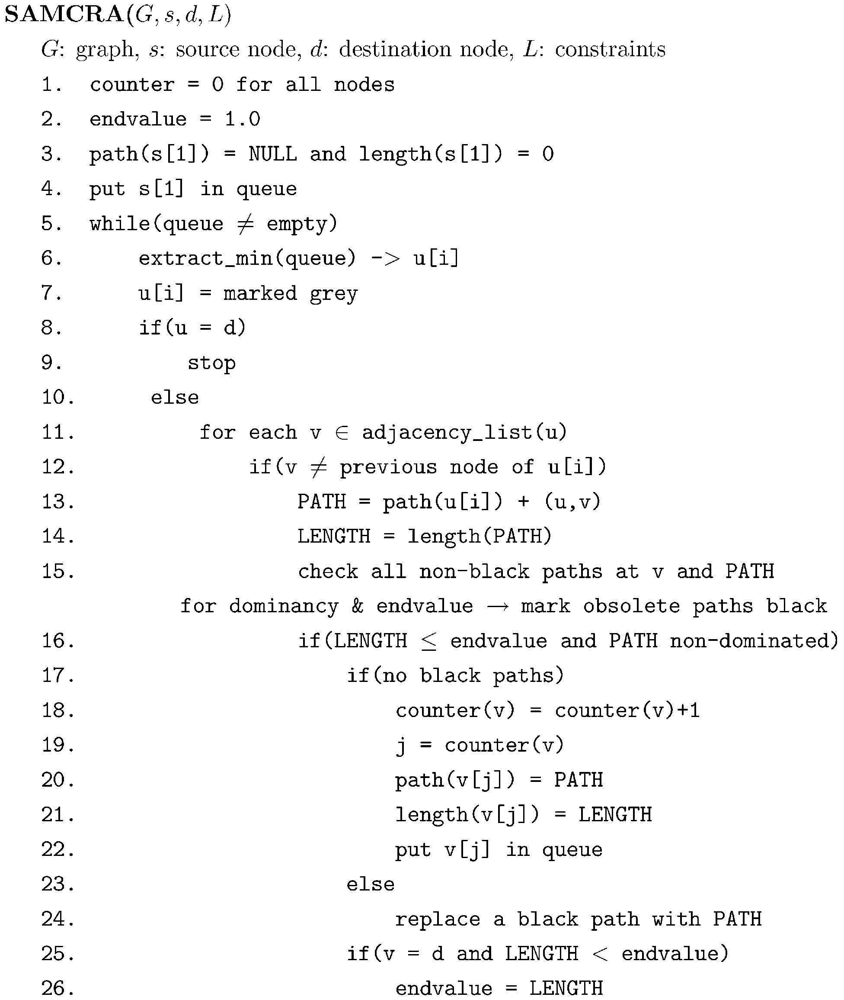 SAMCRA(G, s, d, L)
G: graph, s: source node, d: destination node, L: constraints
1. counter = 0 for all nodes
2. endvalue = 1.0
3. path(s[1]) = NULL and length(s[1]) = 0
4. put s[1] in queue
5. while(queue ≠ empty)
6. extract_min(queue) -> u[i]
7. u[i] = marked grey
8. if(u = d)
9. stop
10. else
11. for each v ∈ adjacency_list(u)
12. if(v ≠ previous node of u[i])
13. PATH = path(u[i]) + (u,v)
14. LENGTH = length(PATH)
15. check all non-black paths at v and PATH
for dominancy & endvalue → mark obsolete paths black
16. if(LENGTH ≤ endvalue and PATH non-dominated)
17. if(no black paths)
18. counter(v) = counter(v)+1
19. j = counter(v)
20. path(v[j]) = PATH
21. length(v[j]) = LENGTH
22. put v[j] in queue
23. else
24. replace a black path with PATH
25. if(v = d and LENGTH < endvalue)
26. endvalue = LENGTH